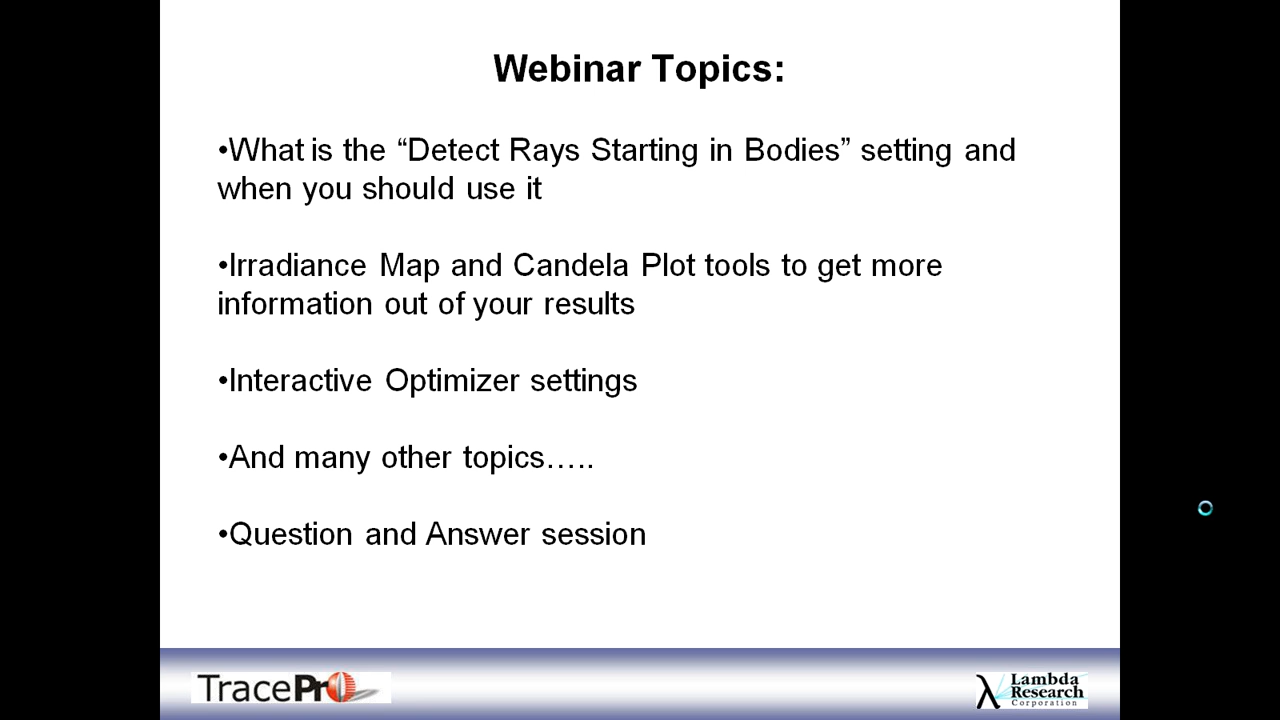 Webinar Topics:
•What is the “Detect Rays Starting in Bodies” setting and
when you should use it
•Irradiance Map and Candela Plot tools to get more
information out of your results
•Interactive Optimizer settings
•And many other topics…..
•Question and Answer session
TracePro
λ Lambda
Research
Corporation